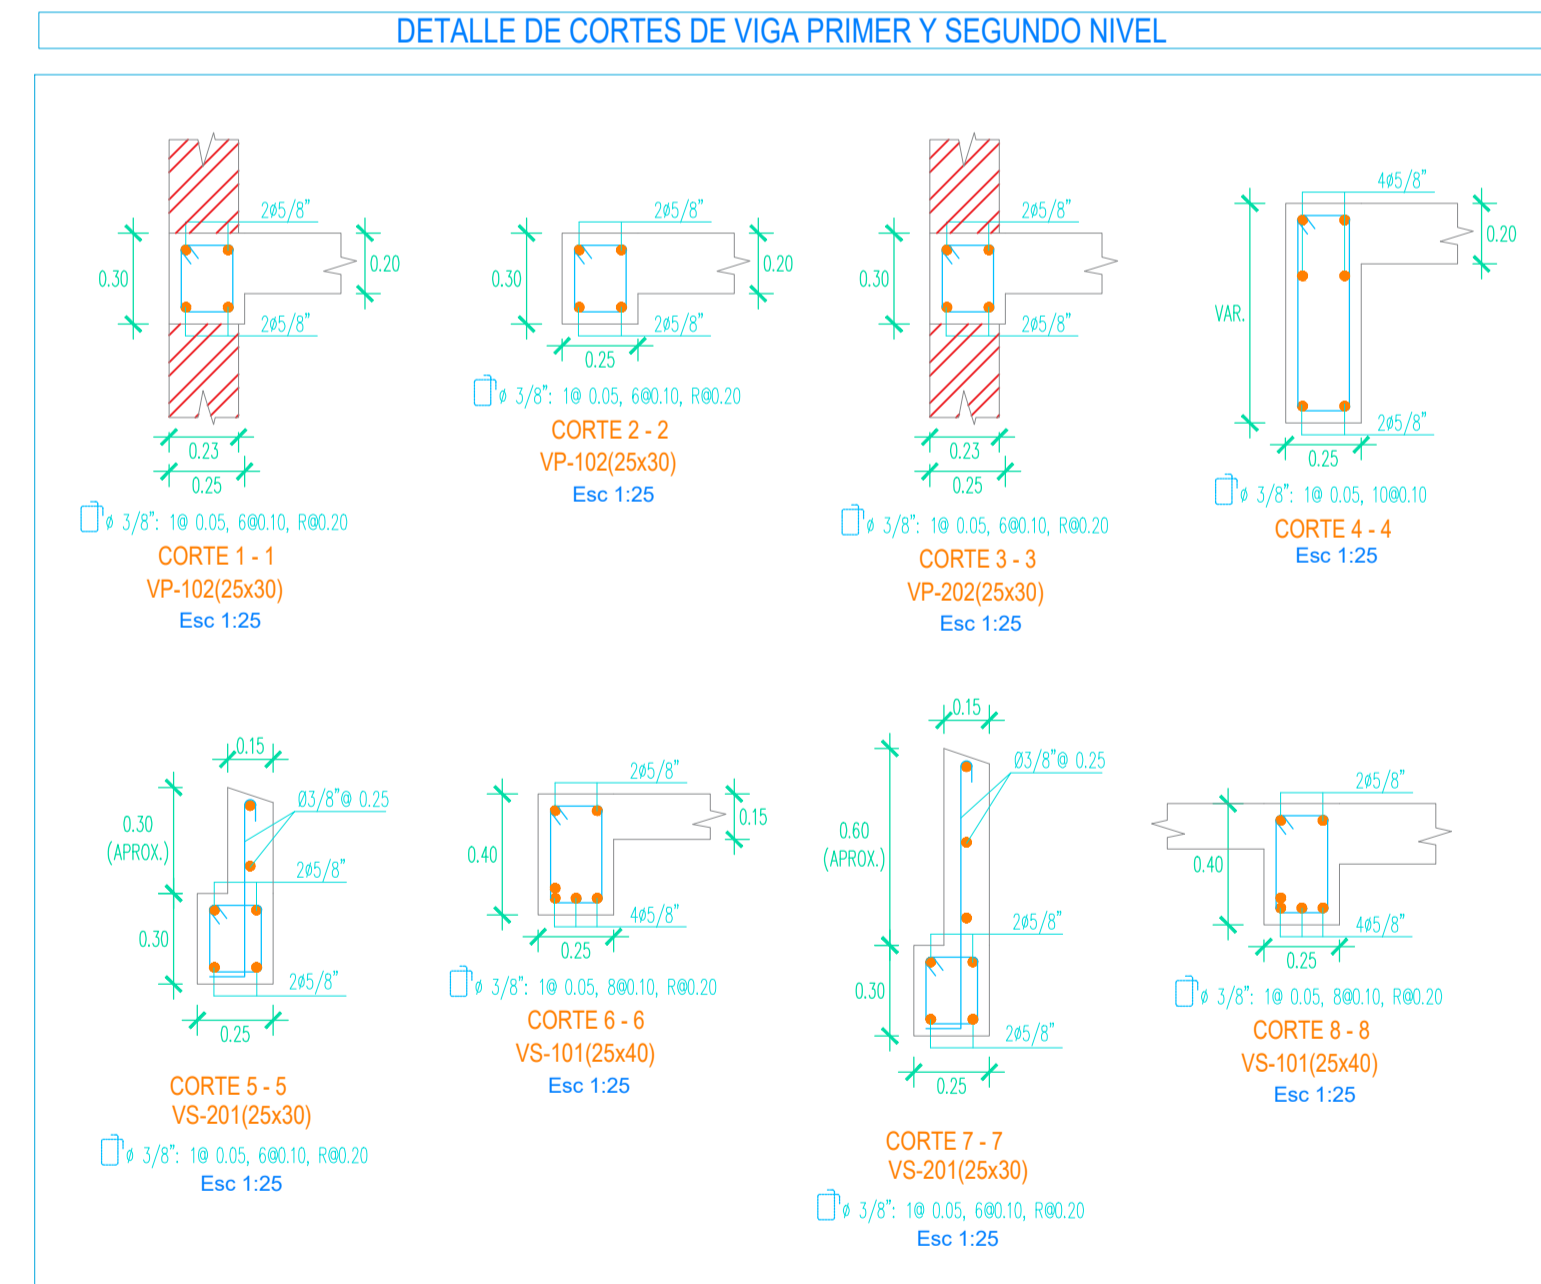 DETALLE DE CORTES DE VIGA PRIMER Y SEGUNDO NIVEL
2ø5/8"
0.30
0.20
2ø5/8"
0.23
0.25
ø 3/8": 1@ 0.05, 6@0.10, R@0.20
CORTE 1 - 1
VP-102(25x30)
Esc 1:25
2ø5/8"
0.30
0.20
2ø5/8"
0.25
ø 3/8": 1@ 0.05, 6@0.10, R@0.20
CORTE 2 - 2
VP-102(25x30)
Esc 1:25
2ø5/8"
0.30
2ø5/8"
0.23
0.25
ø 3/8": 1@ 0.05, 6@0.10, R@0.20
CORTE 3 - 3
VP-202(25x30)
Esc 1:25
4ø5/8"
0.20
VAR.
2ø5/8"
0.25
ø 3/8": 1@ 0.05, 10@0.10
CORTE 4 - 4
Esc 1:25
0.15
Ø3/8"@ 0.25
0.30
(APROX.)
2ø5/8"
0.30
2ø5/8"
0.25
CORTE 5 - 5
VS-201(25x30)
ø 3/8": 1@ 0.05, 6@0.10, R@0.20
Esc 1:25
2ø5/8"
0.15
0.40
4ø5/8"
0.25
ø 3/8": 1@ 0.05, 8@0.10, R@0.20
CORTE 6 - 6
VS-101(25x40)
Esc 1:25
0.15
Ø3/8"@ 0.25
0.60
(APROX.)
2ø5/8"
0.30
2ø5/8"
0.25
CORTE 7 - 7
VS-201(25x30)
ø 3/8": 1@ 0.05, 6@0.10, R@0.20
Esc 1:25
2ø5/8"
0.40
4ø5/8"
0.25
ø 3/8": 1@ 0.05, 8@0.10, R@0.20
CORTE 8 - 8
VS-101(25x40)
Esc 1:25